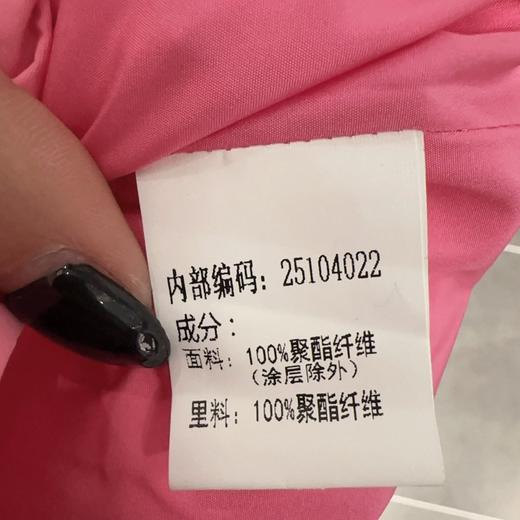 内部编码: 25104022
成分:
面料: 100%聚酯纤维
(涂层除外)
里料: 100%聚酯纤维